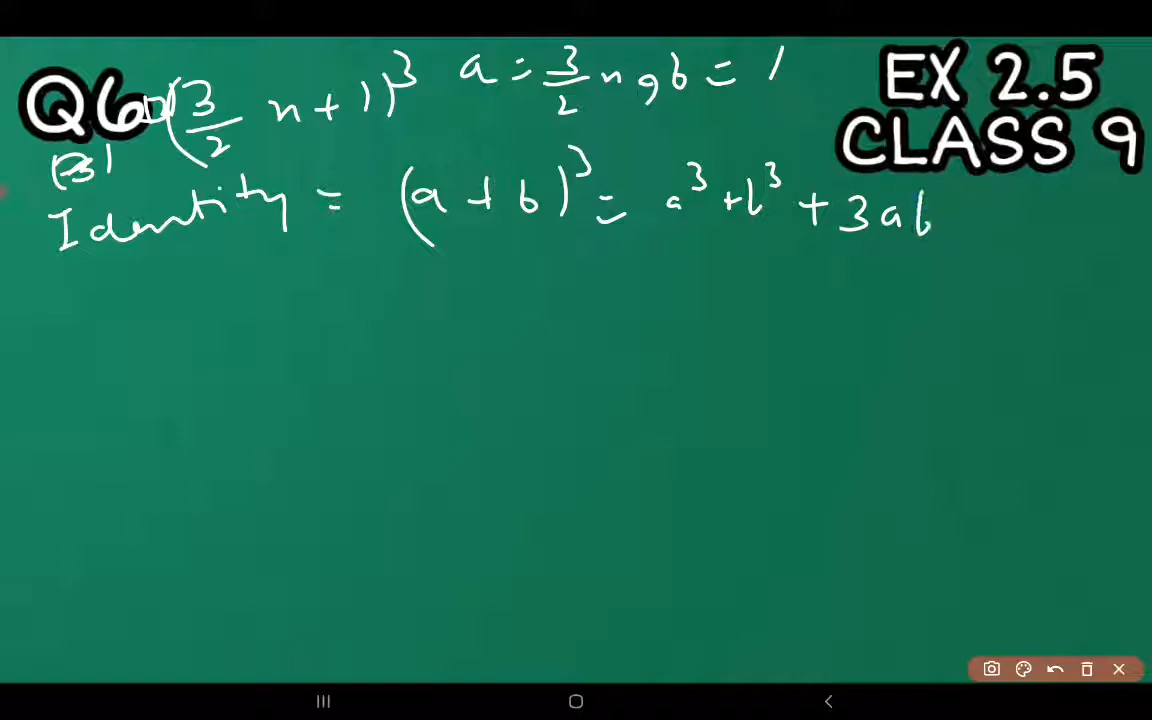 Q6 (3/2 x + 1)³ a = 3/2 x, b = 1
EX 2.5
CLASS 9
Identity = (a + b)³ = a³ + b³ + 3ab